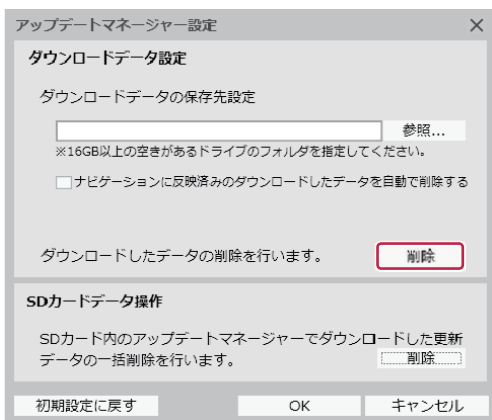 アップデートマネージャー設定
ダウンロードデータ設定
ダウンロードデータの保存先設定
参照...
※16GB以上の空きがあるドライブのフォルダを指定してください。
ナビゲーションに反映済みのダウンロードしたデータを自動で削除する
ダウンロードしたデータの削除を行います。 削除
SDカードデータ操作
SDカード内のアップデートマネージャーでダウンロードした更新
データの一括削除を行います。 削除
初期設定に戻す OK キャンセル